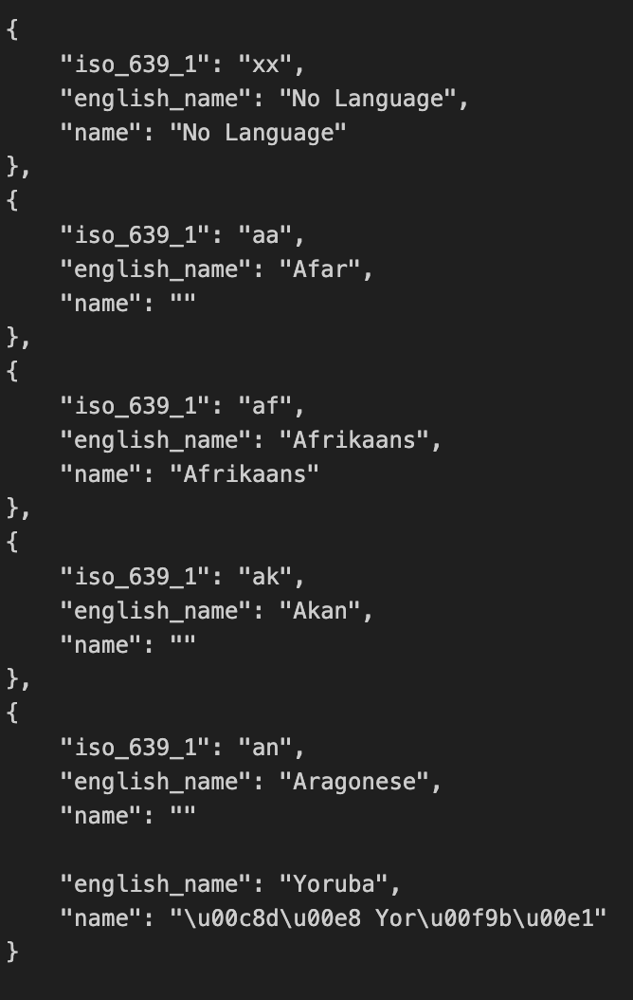 {
    "iso_639_1": "xx",
    "english_name": "No Language",
    "name": "No Language"
},
{
    "iso_639_1": "aa",
    "english_name": "Afar",
    "name": ""
},
{
    "iso_639_1": "af",
    "english_name": "Afrikaans",
    "name": "Afrikaans"
},
{
    "iso_639_1": "ak",
    "english_name": "Akan",
    "name": ""
},
{
    "iso_639_1": "an",
    "english_name": "Aragonese",
    "name": ""

    "english_name": "Yoruba",
    "name": "\u00c8d\u00e8 Yor\u00f9b\u00e1"
}